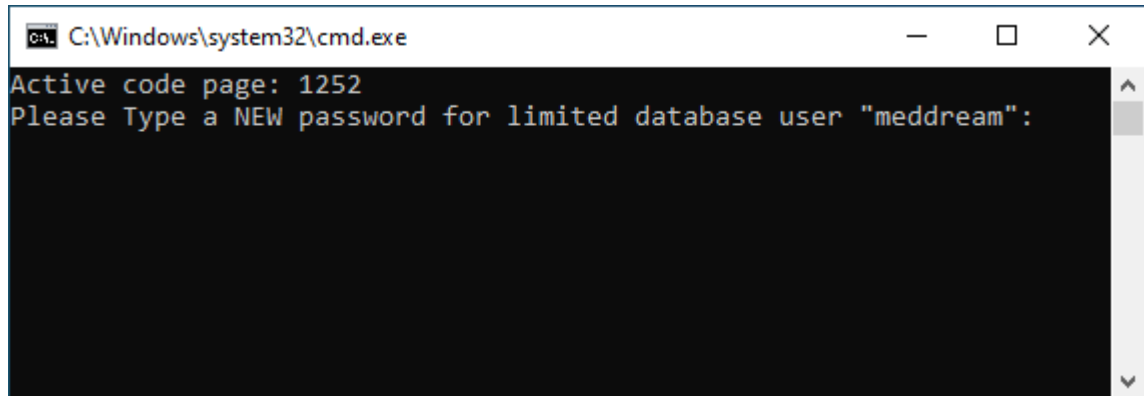 C:\Windows\system32\cmd.exe
Active code page: 1252
Please Type a NEW password for limited database user "meddream":